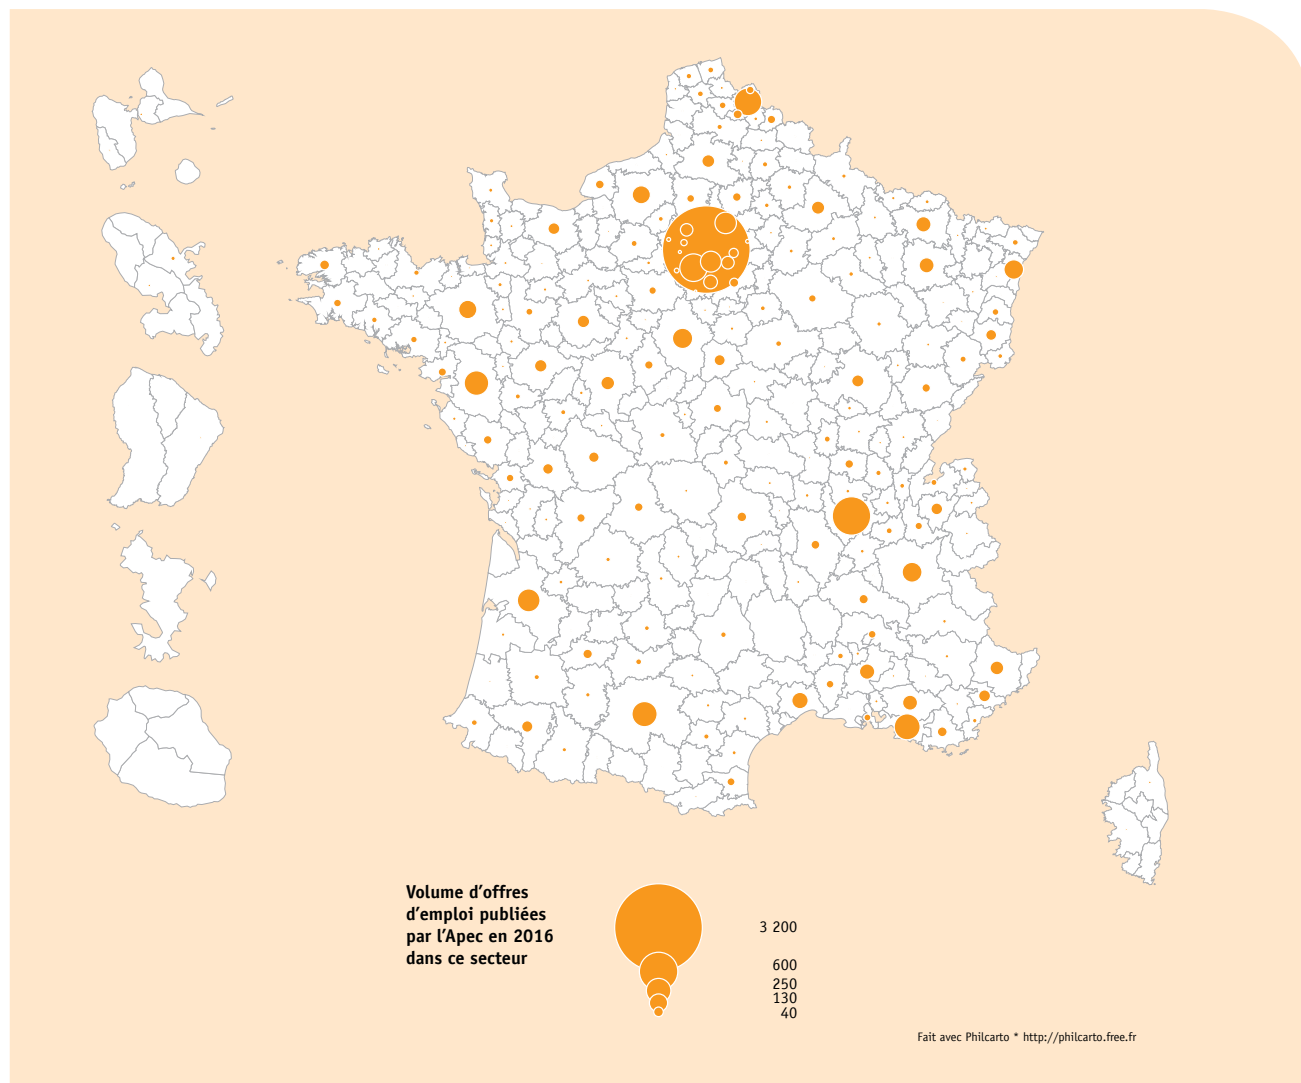 Volume d’offres
d’emploi publiées
par l’Apec en 2016
dans ce secteur
3 200
600
250
130
40
Fait avec Philcarto * http://philcarto.free.fr